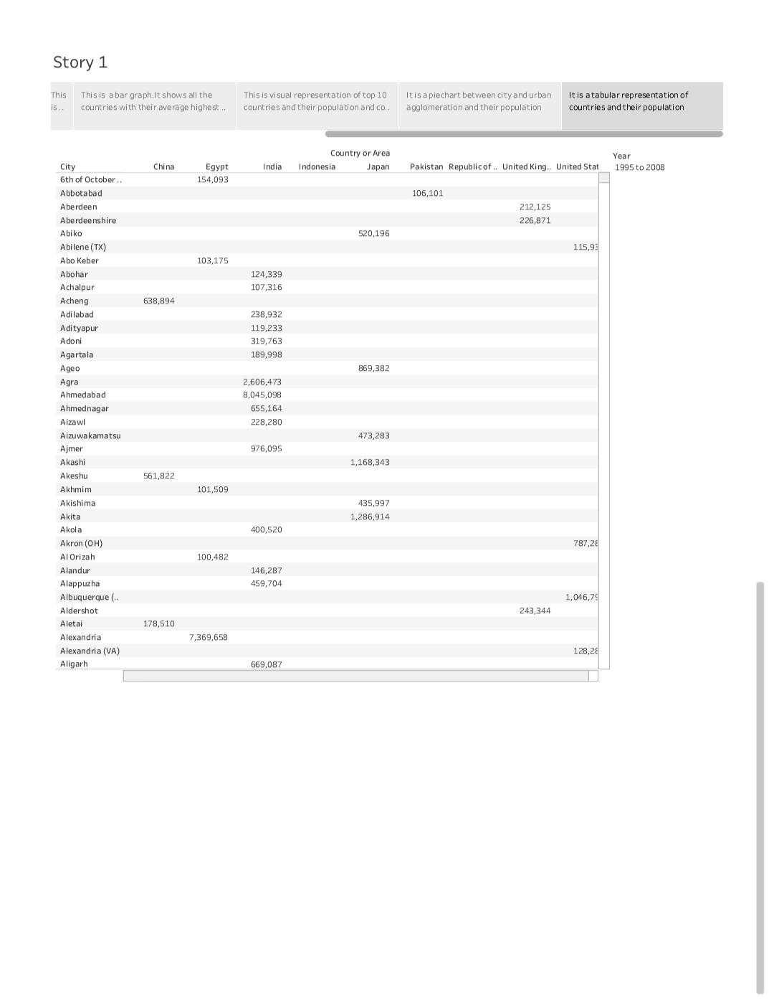 Story 1
This is ..
This is a bar graph.It shows all the countries with their average highest ..
This is visual representation of top 10 countries and their population and co..
It is a piechart between city and urban agglomeration and their population
It is a tabular representation of countries and their population
Country or Area
Year
City China Egypt India Indonesia Japan Pakistan Republic of .. United King.. United Stat
1995 to 2008
6th of October .. 154,093
Abbotabad 106,101
Aberdeen 212,125
Aberdeenshire 226,871
Abiko 520,196
Abilene (TX) 115,93
Abo Keber 103,175
Abohar 124,339
Achalpur 107,316
Acheng 638,894
Adilabad 238,932
Adityapur 119,233
Adoni 319,763
Agartala 189,998
Ageo 869,382
Agra 2,606,473
Ahmedabad 8,045,098
Ahmednagar 655,164
Aizawl 228,280
Aizuwakamatsu 473,283
Ajmer 976,095
Akashi 1,168,343
Akeshu 561,822
Akhmim 101,509
Akishima 435,997
Akita 1,286,914
Akola 400,520
Akron (OH) 787,28
Al Orizah 100,482
Alandur 146,287
Alappuzha 459,704
Albuquerque (.. 1,046,79
Aldershot 243,344
Aletai 178,510
Alexandria 7,369,658
Alexandria (VA) 128,28
Aligarh 669,087